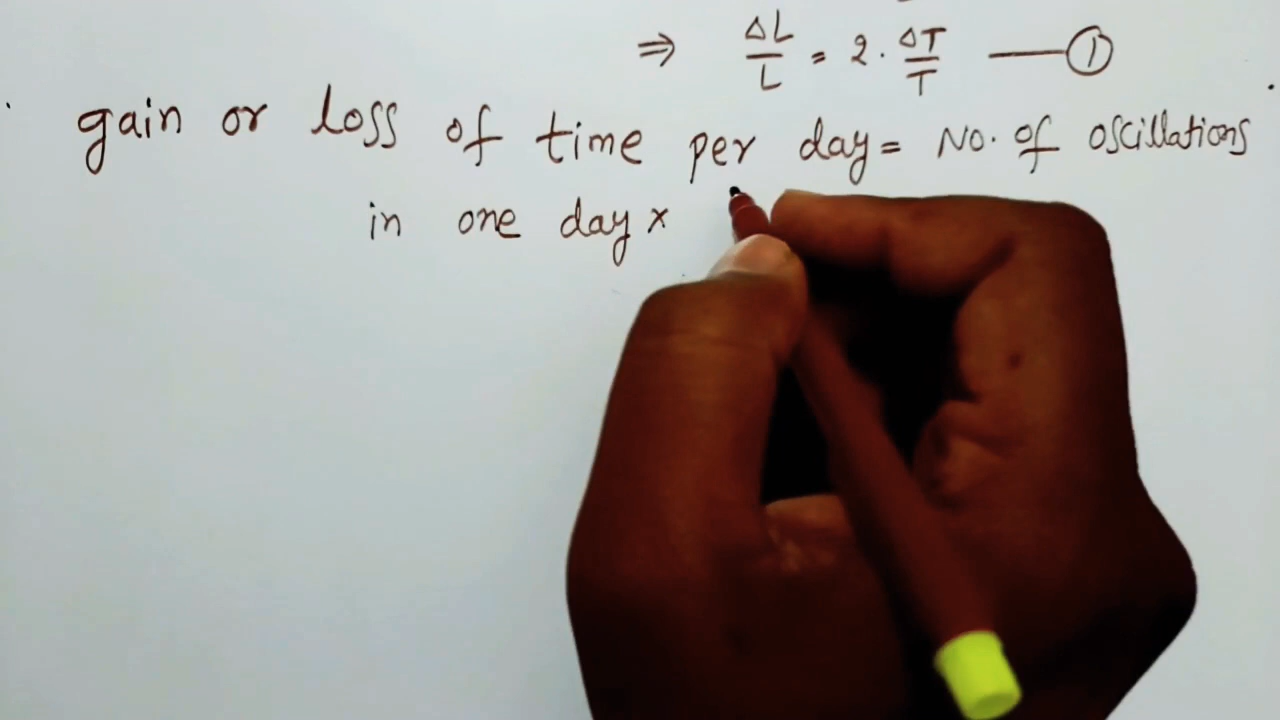 ⇒ ΔL/L = 2 · ΔT/T —— ①
gain or loss of time per day = No. of oscillations
in one day ×